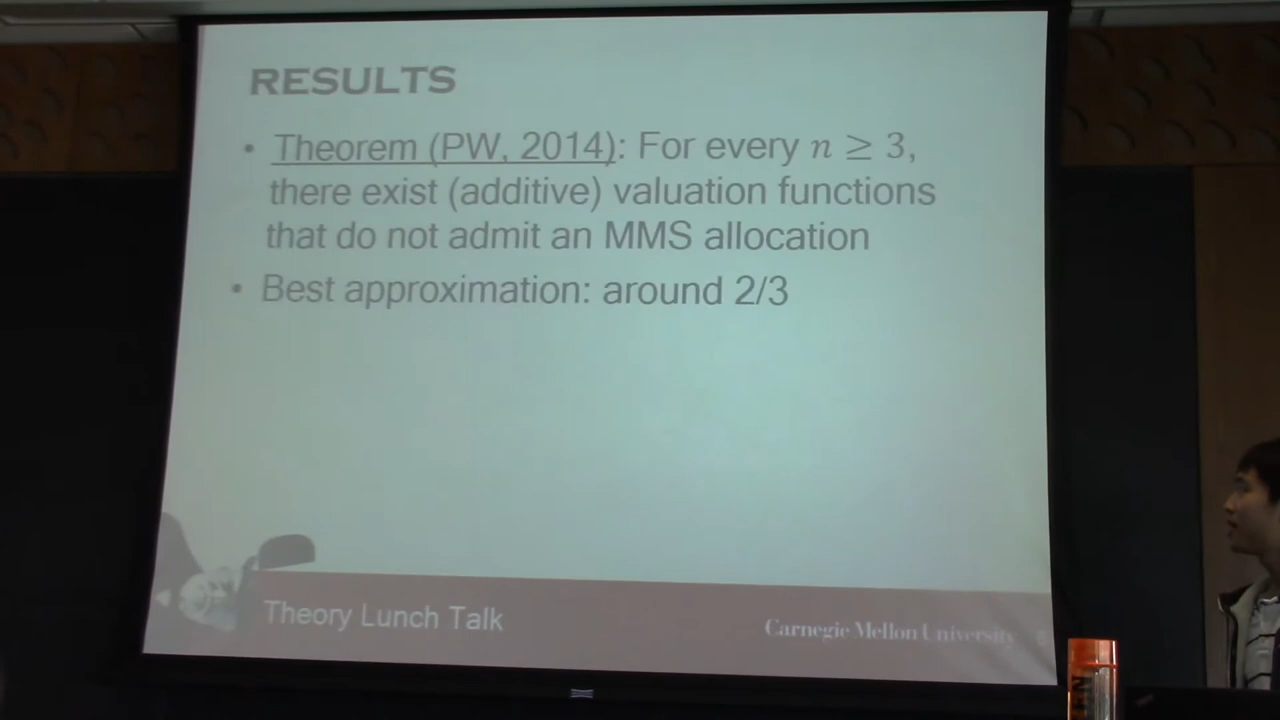 RESULTS
• Theorem (PW, 2014): For every n ≥ 3,
there exist (additive) valuation functions
that do not admit an MMS allocation
• Best approximation: around 2/3
Theory Lunch Talk
Carnegie Mellon University